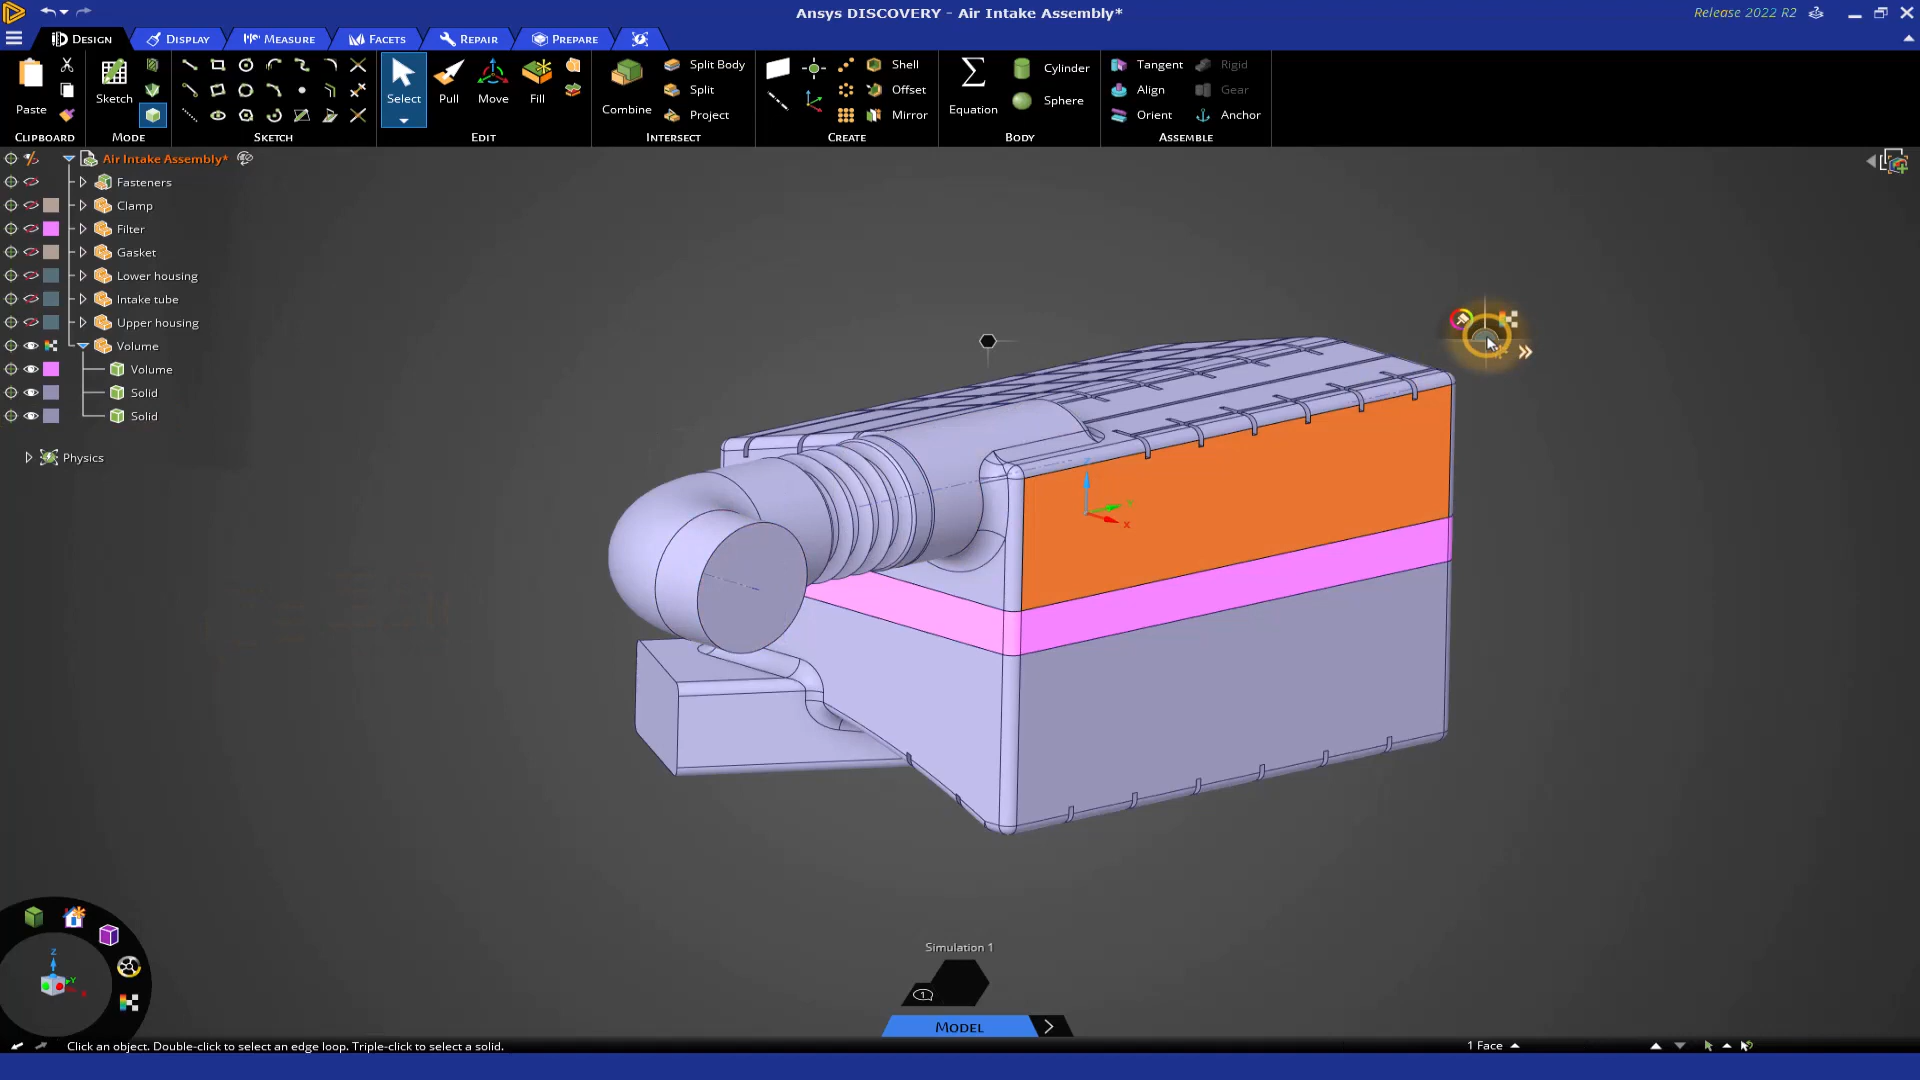 Ansys DISCOVERY - Air Intake Assembly*
Release 2022 R2
DESIGN
DISPLAY
MEASURE
FACETS
REPAIR
PREPARE
Paste
Sketch
Select
Pull
Move
Fill
Combine
Split Body
Split
Project
Shell
Offset
Mirror
Equation
Cylinder
Sphere
Tangent
Align
Orient
Rigid
Gear
Anchor
CLIPBOARD
MODE
SKETCH
EDIT
INTERSECT
CREATE
BODY
ASSEMBLE
Air Intake Assembly*
Fasteners
Clamp
Filter
Gasket
Lower housing
Intake tube
Upper housing
Volume
Volume
Solid
Solid
Physics
Z
Y
X
Z
Y
X
Simulation 1
1
MODEL
Click an object. Double-click to select an edge loop. Triple-click to select a solid.
1 Face